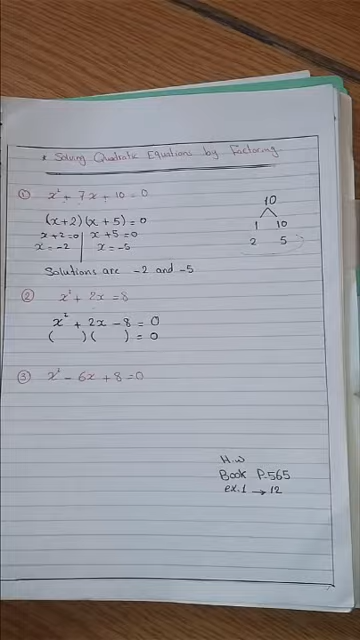 * Solving Quadratic Equations by Factoring
① x² + 7x + 10 = 0
(x+2)(x+5) = 0
x+2=0 | x+5=0
x=-2 | x=-5
Solutions are -2 and -5
10
1 10
2 5
② x² + 2x = 8
x² + 2x - 8 = 0
( ) ( ) = 0
③ x² - 6x + 8 = 0
H.W
Book P.565
ex.1 → 12